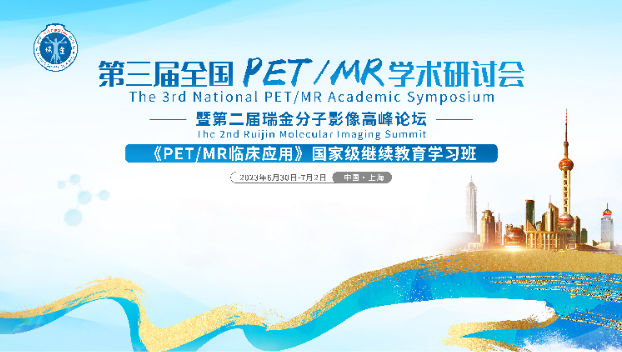 瑞金
第三届全国 PET/MR 学术研讨会
The 3rd National PET/MR Academic Symposium
暨第二届瑞金分子影像高峰论坛
The 2nd Ruijin Molecular Imaging Summit
《PET/MR临床应用》国家级继续教育学习班
2023年6月30日-7月2日 中国·上海